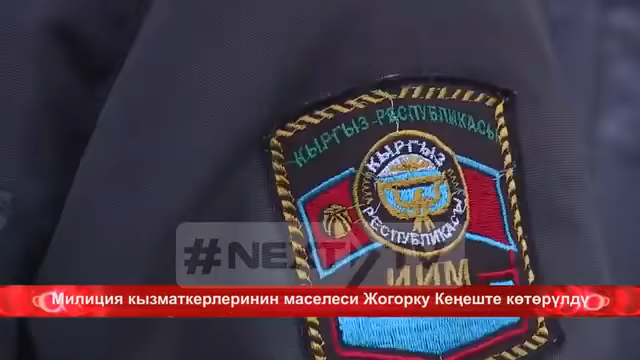 КЫРГЫЗ РЕСПУБЛИКАСЫ
КЫРГЫЗ
РЕСПУБЛИКАСЫ
#NEXT
ИИМ
Милиция кызматкерлеринин маселеси Жогорку Кеңеште көтөрүлдү